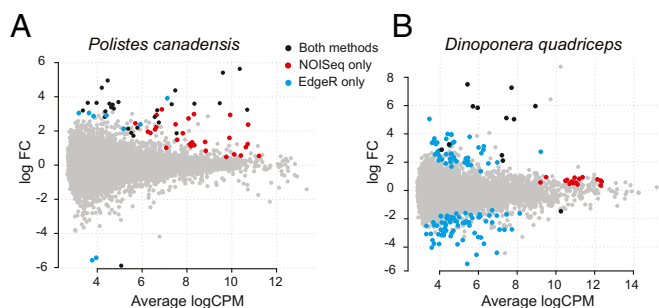 A
Polistes canadensis
Both methods
NOISeq only
EdgeR only
log FC
6
4
2
0
-2
-4
-6
4 6 8 10 12
Average logCPM
B
Dinoponera quadriceps
log FC
8
6
4
2
0
-2
-4
-6
4 6 8 10 12 14
Average logCPM